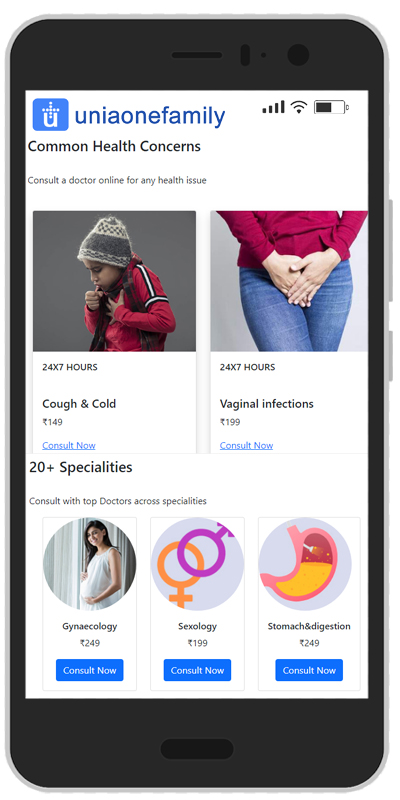 uniaonefamily
Common Health Concerns
Consult a doctor online for any health issue
24X7 HOURS
Cough & Cold
₹149
Consult Now
24X7 HOURS
Vaginal infections
₹199
Consult Now
20+ Specialities
Consult with top Doctors across specialities
Gynaecology
₹249
Consult Now
Sexology
₹199
Consult Now
Stomach&digestion
₹249
Consult Now